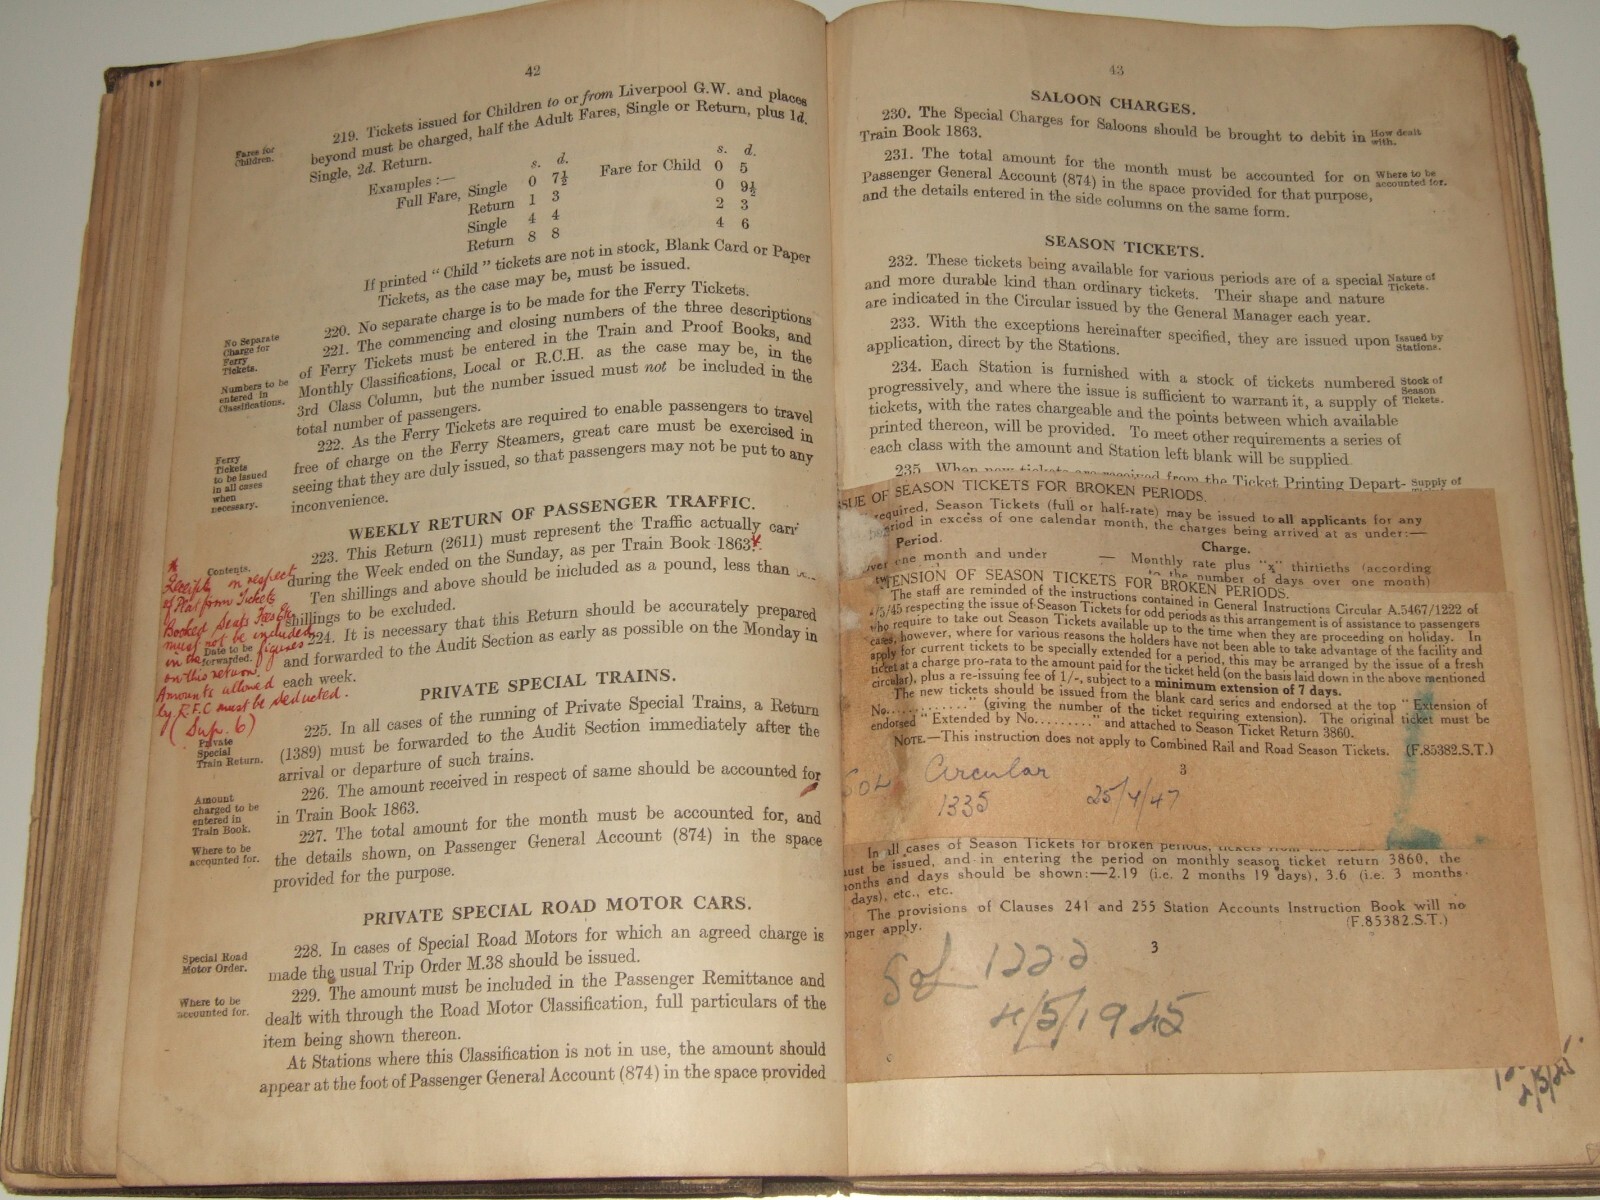 42
219. Tickets issued for Children to or from Liverpool G.W. and places
beyond must be charged, half the Adult Fares, Single or Return, plus 1d.
Single, 2d. Return.
Fares for
Children.
s. d. s. d.
Examples :—
Full Fare, Single 0 7½ Fare for Child 0 5
Return 1 3 0 9½
Single 4 4 2 3
Return 8 8 4 6
If printed “ Child ” tickets are not in stock, Blank Card or Paper
Tickets, as the case may be, must be issued.
No Separate
Charge for
Ferry
Tickets.
220. No separate charge is to be made for the Ferry Tickets.
Numbers to be
entered in
Classifications.
221. The commencing and closing numbers of the three descriptions
of Ferry Tickets must be entered in the Train and Proof Books, and
Monthly Classifications, Local or R.C.H. as the case may be, in the
3rd Class Column, but the number issued must not be included in the
total number of passengers.
Ferry
Tickets
to be issued
in all cases
when
necessary.
222. As the Ferry Tickets are required to enable passengers to travel
free of charge on the Ferry Steamers, great care must be exercised in
seeing that they are duly issued, so that passengers may not be put to any
inconvenience.
WEEKLY RETURN OF PASSENGER TRAFFIC.
Contents.
223. This Return (2611) must represent the Traffic actually carr
during the Week ended on the Sunday, as per Train Book 1863.
Ten shillings and above should be included as a pound, less than
shillings to be excluded.
Date to be
forwarded.
224. It is necessary that this Return should be accurately prepared
and forwarded to the Audit Section as early as possible on the Monday in
each week.
Receipts in respect
of Platform Tickets
Booked Seats Fees Etc
must not be included
in the figures
on this return.
Amounts allowed
by R.F.C must be deducted.
( Sup. 6 )
PRIVATE SPECIAL TRAINS.
Private
Special
Train Return.
225. In all cases of the running of Private Special Trains, a Return
(1389) must be forwarded to the Audit Section immediately after the
arrival or departure of such trains.
Amount
charged to be
entered in
Train Book.
226. The amount received in respect of same should be accounted for
in Train Book 1863.
Where to be
accounted for.
227. The total amount for the month must be accounted for, and
the details shown, on Passenger General Account (874) in the space
provided for the purpose.
PRIVATE SPECIAL ROAD MOTOR CARS.
Special Road
Motor Order.
228. In cases of Special Road Motors for which an agreed charge is
made the usual Trip Order M.38 should be issued.
Where to be
accounted for.
229. The amount must be included in the Passenger Remittance and
dealt with through the Road Motor Classification, full particulars of the
item being shown thereon.
At Stations where this Classification is not in use, the amount should
appear at the foot of Passenger General Account (874) in the space provided
43
SALOON CHARGES.
230. The Special Charges for Saloons should be brought to debit in
Train Book 1863.
How dealt
with.
231. The total amount for the month must be accounted for on
Passenger General Account (874) in the space provided for that purpose,
and the details entered in the side columns on the same form.
Where to be
accounted for.
SEASON TICKETS.
232. These tickets being available for various periods are of a special
and more durable kind than ordinary tickets. Their shape and nature
are indicated in the Circular issued by the General Manager each year.
Nature of
Tickets.
233. With the exceptions hereinafter specified, they are issued upon
application, direct by the Stations.
Issued by
Stations.
234. Each Station is furnished with a stock of tickets numbered
progressively, and where the issue is sufficient to warrant it, a supply of
tickets, with the rates chargeable and the points between which available
printed thereon, will be provided. To meet other requirements a series of
each class with the amount and Station left blank will be supplied
Stock of
Season
Tickets.
235. When new tickets are received from the Ticket Printing Depart-
Supply of
SUE OF SEASON TICKETS FOR BROKEN PERIODS.
required, Season Tickets (full or half-rate) may be issued to all applicants for any
period in excess of one calendar month, the charges being arrived at as under:—
Period. Charge.
ver one month and under — Monthly rate plus "x" thirtieths (according
to the number of days over one month)
TENSION OF SEASON TICKETS FOR BROKEN PERIODS.
The staff are reminded of the instructions contained in General Instructions Circular A.5467/1222 of
4/5/45 respecting the issue of Season Tickets for odd periods as this arrangement is of assistance to passengers
who require to take out Season Tickets available up to the time when they are proceeding on holiday. In
cases, however, where for various reasons the holders have not been able to take advantage of the facility and
apply for current tickets to be specially extended for a period, this may be arranged by the issue of a fresh
ticket at a charge pro-rata to the amount paid for the ticket held (on the basis laid down in the above mentioned
circular), plus a re-issuing fee of 1/-, subject to a minimum extension of 7 days.
The new tickets should be issued from the blank card series and endorsed at the top " Extension of
No............" (giving the number of the ticket requiring extension). The original ticket must be
endorsed " Extended by No........." and attached to Season Ticket Return 3860.
NOTE.—This instruction does not apply to Combined Rail and Road Season Tickets. (F.85382.S.T.)
3
Circular
1335 25/4/47
In all cases of Season Tickets for broken periods, tickets from the
ust be issued, and in entering the period on monthly season ticket return 3860, the
onths and days should be shown:—2.19 (i.e. 2 months 19 days), 3.6 (i.e. 3 months
days), etc., etc.
The provisions of Clauses 241 and 255 Station Accounts Instruction Book will no
nger apply. (F.85382.S.T.)
3
1222
4/5/1945
4/5/45